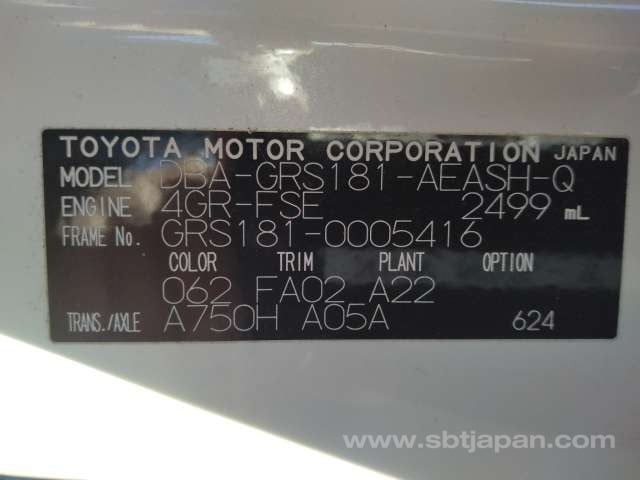 TOYOTA MOTOR CORPORATION JAPAN
MODEL DBA-GRS181-AEASH-Q
ENGINE 4GR-FSE 2499 mL
FRAME No. GRS181-0005416
COLOR TRIM PLANT OPTION
062 FA02 A22
TRANS./AXLE A750H A05A 624
www.sbtjapan.com